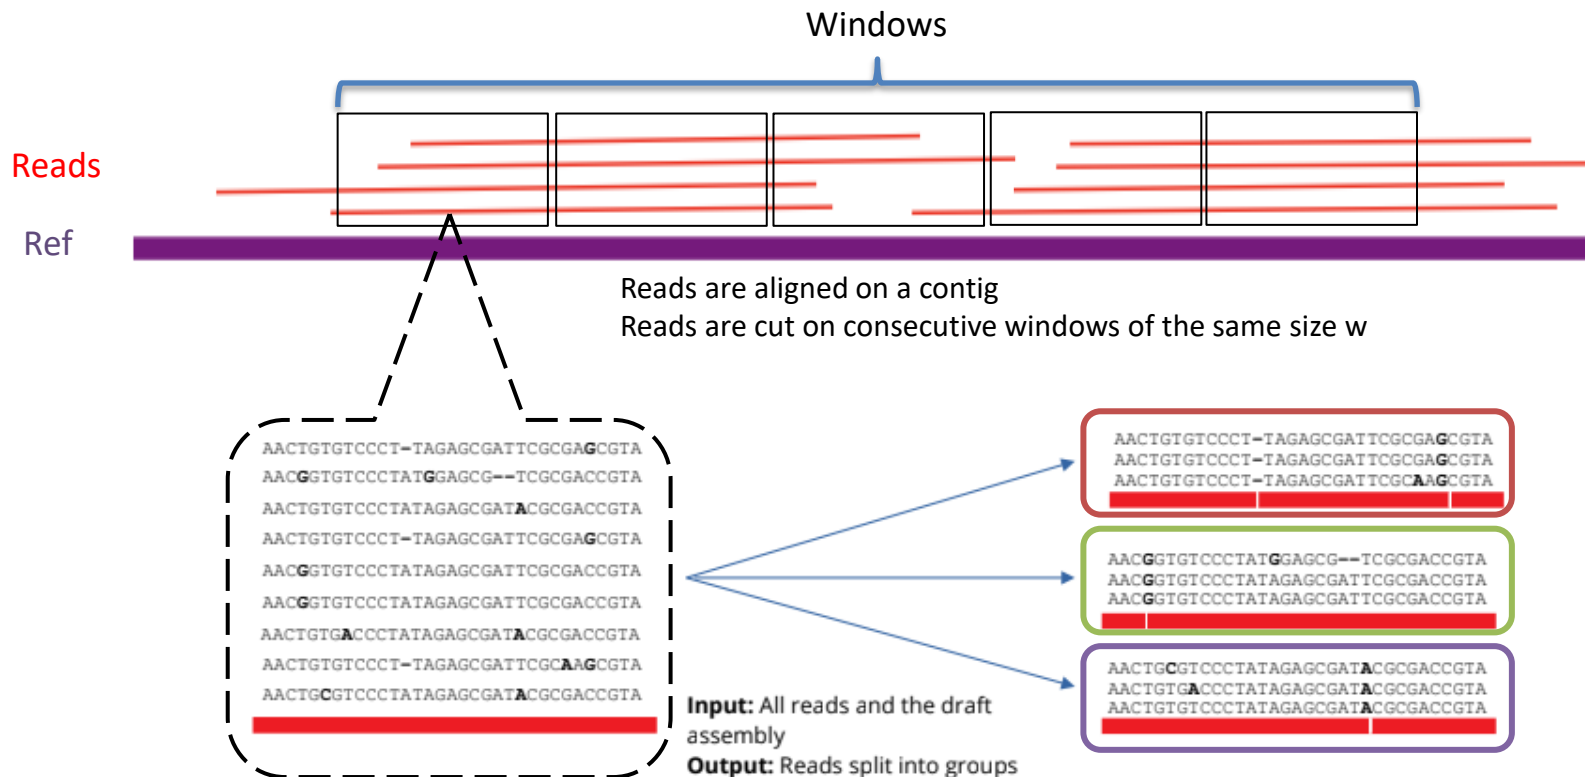 Windows
Reads
Ref
Reads are aligned on a contig
Reads are cut on consecutive windows of the same size w
AACTGTGTCCCT-TAGAGCGATTCGCGAGCGTA
AACGGTGTCCCTATGGAGCG--TCGCGACCGTA
AACTGTGTCCCTATAGAGCGATACGCGACCGTA
AACTGTGTCCCT-TAGAGCGATTCGCGAGCGTA
AACGGTGTCCCTATAGAGCGATTCGCGACCGTA
AACGGTGTCCCTATAGAGCGATTCGCGACCGTA
AACTGTGACCCTATAGAGCGATACGCGACCGTA
AACTGTGTCCCT-TAGAGCGATTCGCAAGCGTA
AACTGCGTCCCTATAGAGCGATACGCGACCGTA
Input: All reads and the draft
assembly
Output: Reads split into groups
AACTGTGTCCCT-TAGAGCGATTCGCGAGCGTA
AACTGTGTCCCT-TAGAGCGATTCGCGAGCGTA
AACTGTGTCCCT-TAGAGCGATTCGCAAGCGTA
AACGGTGTCCCTATGGAGCG--TCGCGACCGTA
AACGGTGTCCCTATAGAGCGATTCGCGACCGTA
AACGGTGTCCCTATAGAGCGATTCGCGACCGTA
AACTGCGTCCCTATAGAGCGATACGCGACCGTA
AACTGTGACCCTATAGAGCGATACGCGACCGTA
AACTGTGTCCCTATAGAGCGATACGCGACCGTA